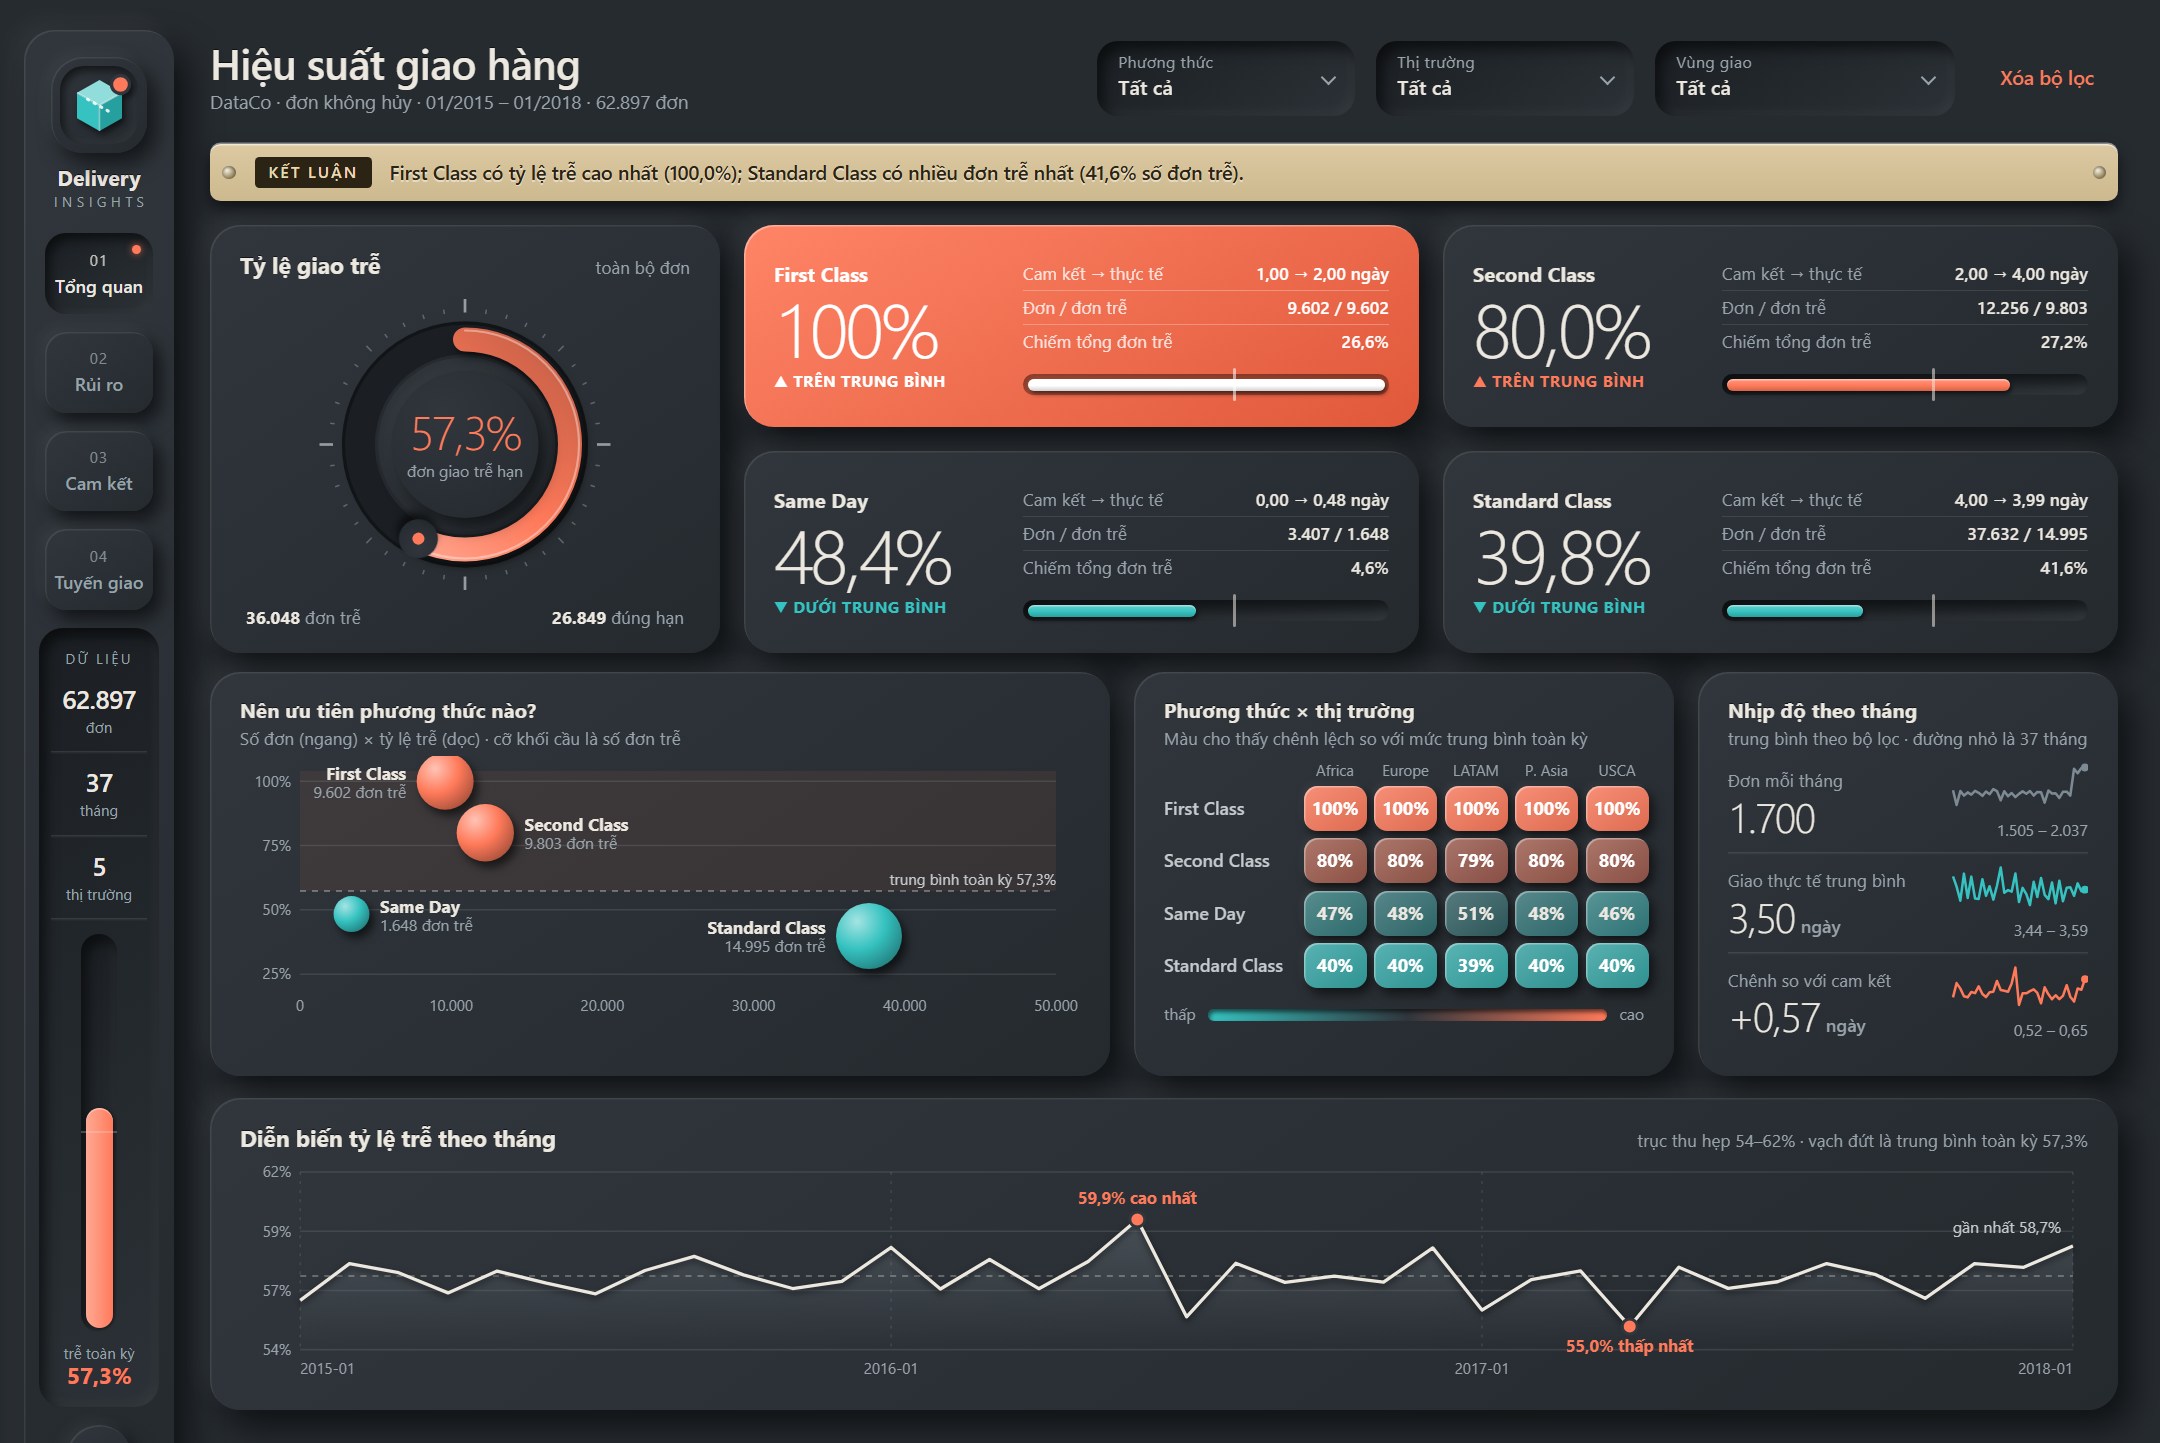 Delivery
INSIGHTS
01
Tổng quan
02
Rủi ro
03
Cam kết
04
Tuyến giao
DỮ LIỆU
62.897
đơn
37
tháng
5
thị trường
trễ toàn kỳ
57,3%
Hiệu suất giao hàng
DataCo · đơn không hủy · 01/2015 – 01/2018 · 62.897 đơn
Phương thức
Tất cả
Thị trường
Tất cả
Vùng giao
Tất cả
Xóa bộ lọc
KẾT LUẬN First Class có tỷ lệ trễ cao nhất (100,0%); Standard Class có nhiều đơn trễ nhất (41,6% số đơn trễ).
Tỷ lệ giao trễ
toàn bộ đơn
57,3%
đơn giao trễ hạn
36.048 đơn trễ
26.849 đúng hạn
First Class
100%
▲ TRÊN TRUNG BÌNH
Cam kết → thực tế 1,00 → 2,00 ngày
Đơn / đơn trễ 9.602 / 9.602
Chiếm tổng đơn trễ 26,6%
Second Class
80,0%
▲ TRÊN TRUNG BÌNH
Cam kết → thực tế 2,00 → 4,00 ngày
Đơn / đơn trễ 12.256 / 9.803
Chiếm tổng đơn trễ 27,2%
Same Day
48,4%
▼ DƯỚI TRUNG BÌNH
Cam kết → thực tế 0,00 → 0,48 ngày
Đơn / đơn trễ 3.407 / 1.648
Chiếm tổng đơn trễ 4,6%
Standard Class
39,8%
▼ DƯỚI TRUNG BÌNH
Cam kết → thực tế 4,00 → 3,99 ngày
Đơn / đơn trễ 37.632 / 14.995
Chiếm tổng đơn trễ 41,6%
Nên ưu tiên phương thức nào?
Số đơn (ngang) × tỷ lệ trễ (dọc) · cỡ khối cầu là số đơn trễ
100%
75%
50%
25%
First Class
9.602 đơn trễ
Second Class
9.803 đơn trễ
trung bình toàn kỳ 57,3%
Same Day
1.648 đơn trễ
Standard Class
14.995 đơn trễ
0 10.000 20.000 30.000 40.000 50.000
Phương thức × thị trường
Màu cho thấy chênh lệch so với mức trung bình toàn kỳ
Africa Europe LATAM P. Asia USCA
First Class 100% 100% 100% 100% 100%
Second Class 80% 80% 79% 80% 80%
Same Day 47% 48% 51% 48% 46%
Standard Class 40% 40% 39% 40% 40%
thấp cao
Nhịp độ theo tháng
trung bình theo bộ lọc · đường nhỏ là 37 tháng
Đơn mỗi tháng
1.700
1.505 – 2.037
Giao thực tế trung bình
3,50 ngày
3,44 – 3,59
Chênh so với cam kết
+0,57 ngày
0,52 – 0,65
Diễn biến tỷ lệ trễ theo tháng
trục thu hẹp 54–62% · vạch đứt là trung bình toàn kỳ 57,3%
62%
59%
57%
54%
59,9% cao nhất
gần nhất 58,7%
55,0% thấp nhất
2015-01 2016-01 2017-01 2018-01